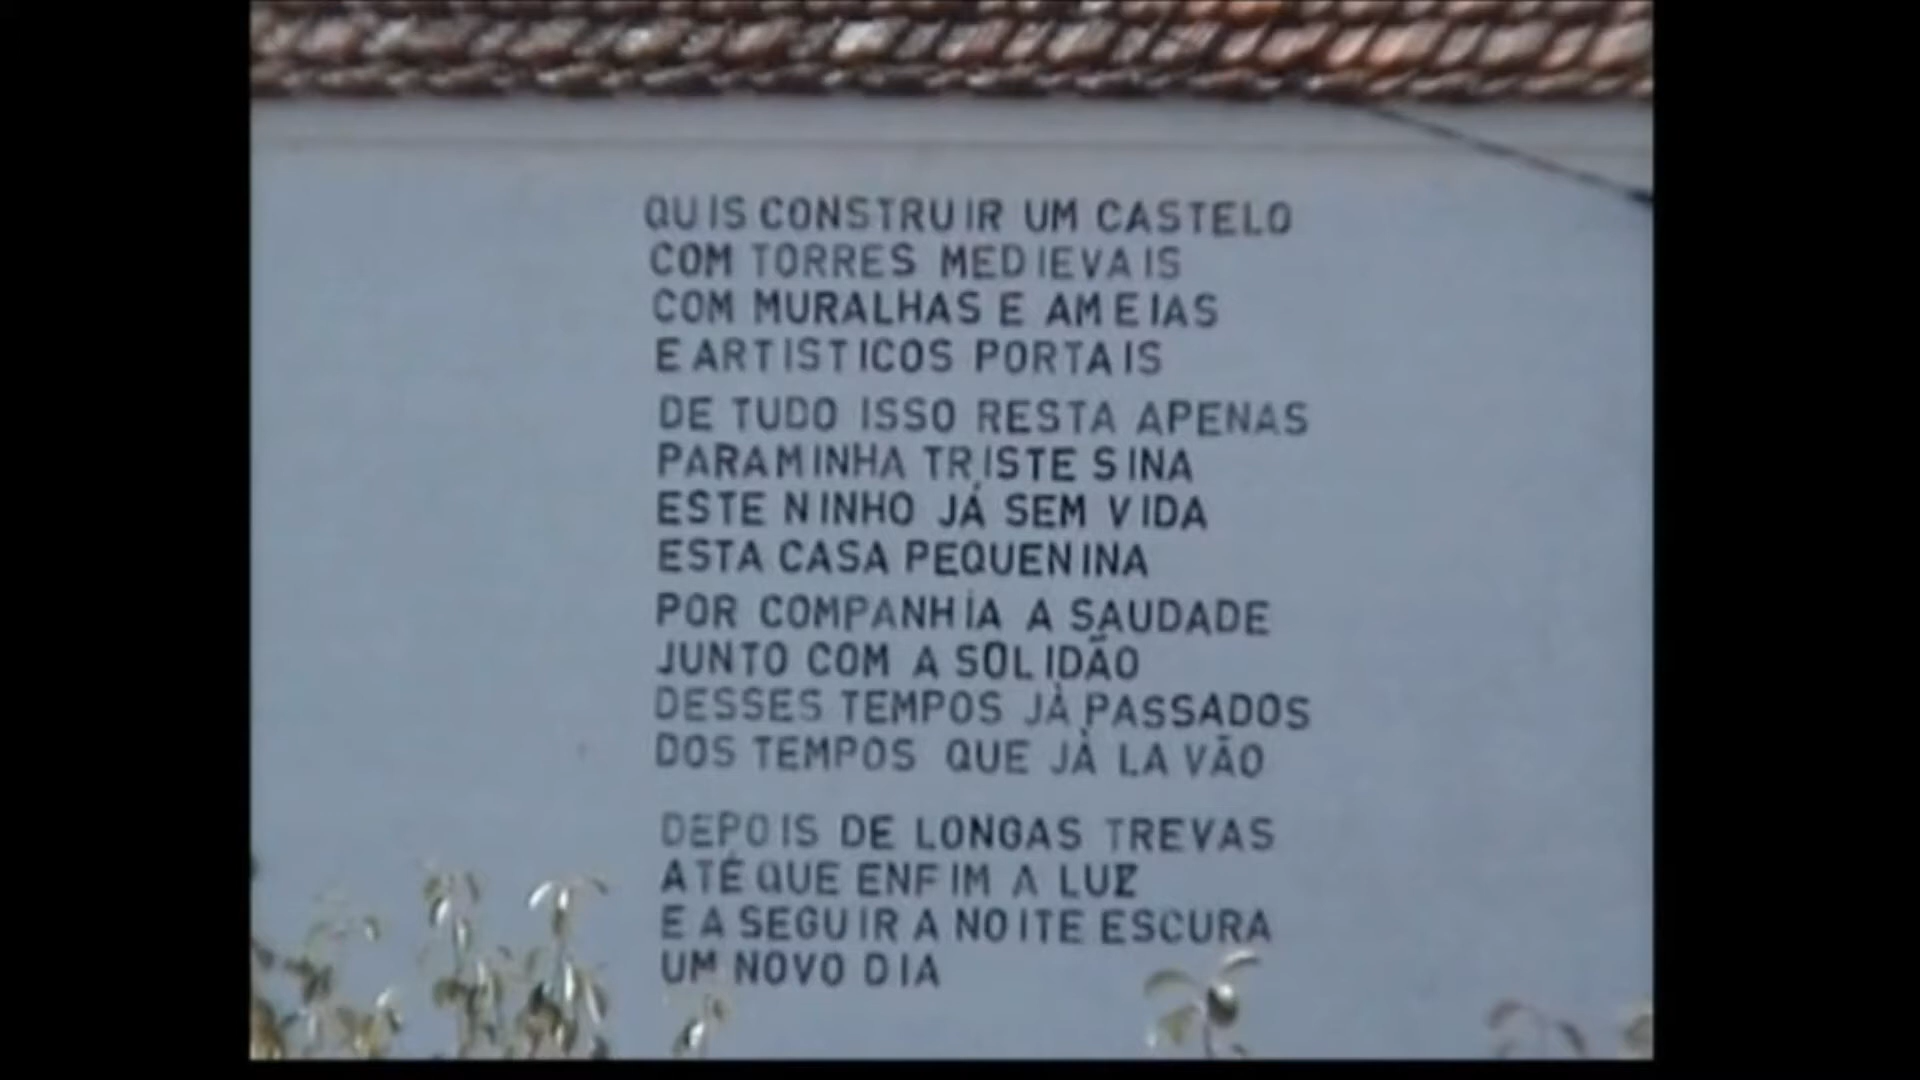 QUIS CONSTRUIR UM CASTELO
COM TORRES MEDIEVAIS
COM MURALHAS E AMEIAS
E ARTISTICOS PORTAIS
DE TUDO ISSO RESTA APENAS
PARA MINHA TRISTE SINA
ESTE NINHO JÁ SEM VIDA
ESTA CASA PEQUENINA
POR COMPANHIA A SAUDADE
JUNTO COM A SOLIDÃO
DESSES TEMPOS JÀ PASSADOS
DOS TEMPOS QUE JÀ LA VÃO
DEPOIS DE LONGAS TREVAS
ATÉ QUE ENFIM A LUZ
E A SEGUIR A NOITE ESCURA
UM NOVO DIA